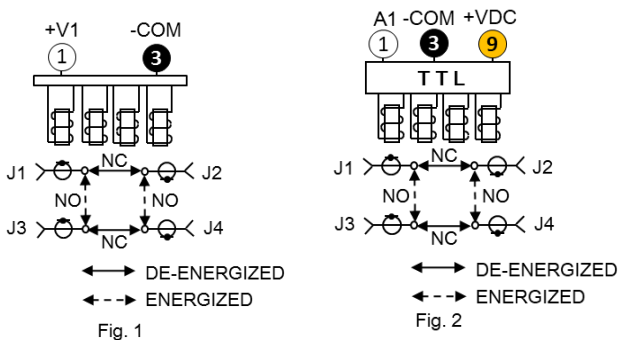 +V1 -COM
1 3
J1 NC J2
NO NO
J3 NC J4
DE-ENERGIZED
ENERGIZED
Fig. 1
A1 -COM +VDC
1 3 9
TTL
J1 NC J2
NO NO
J3 NC J4
DE-ENERGIZED
ENERGIZED
Fig. 2